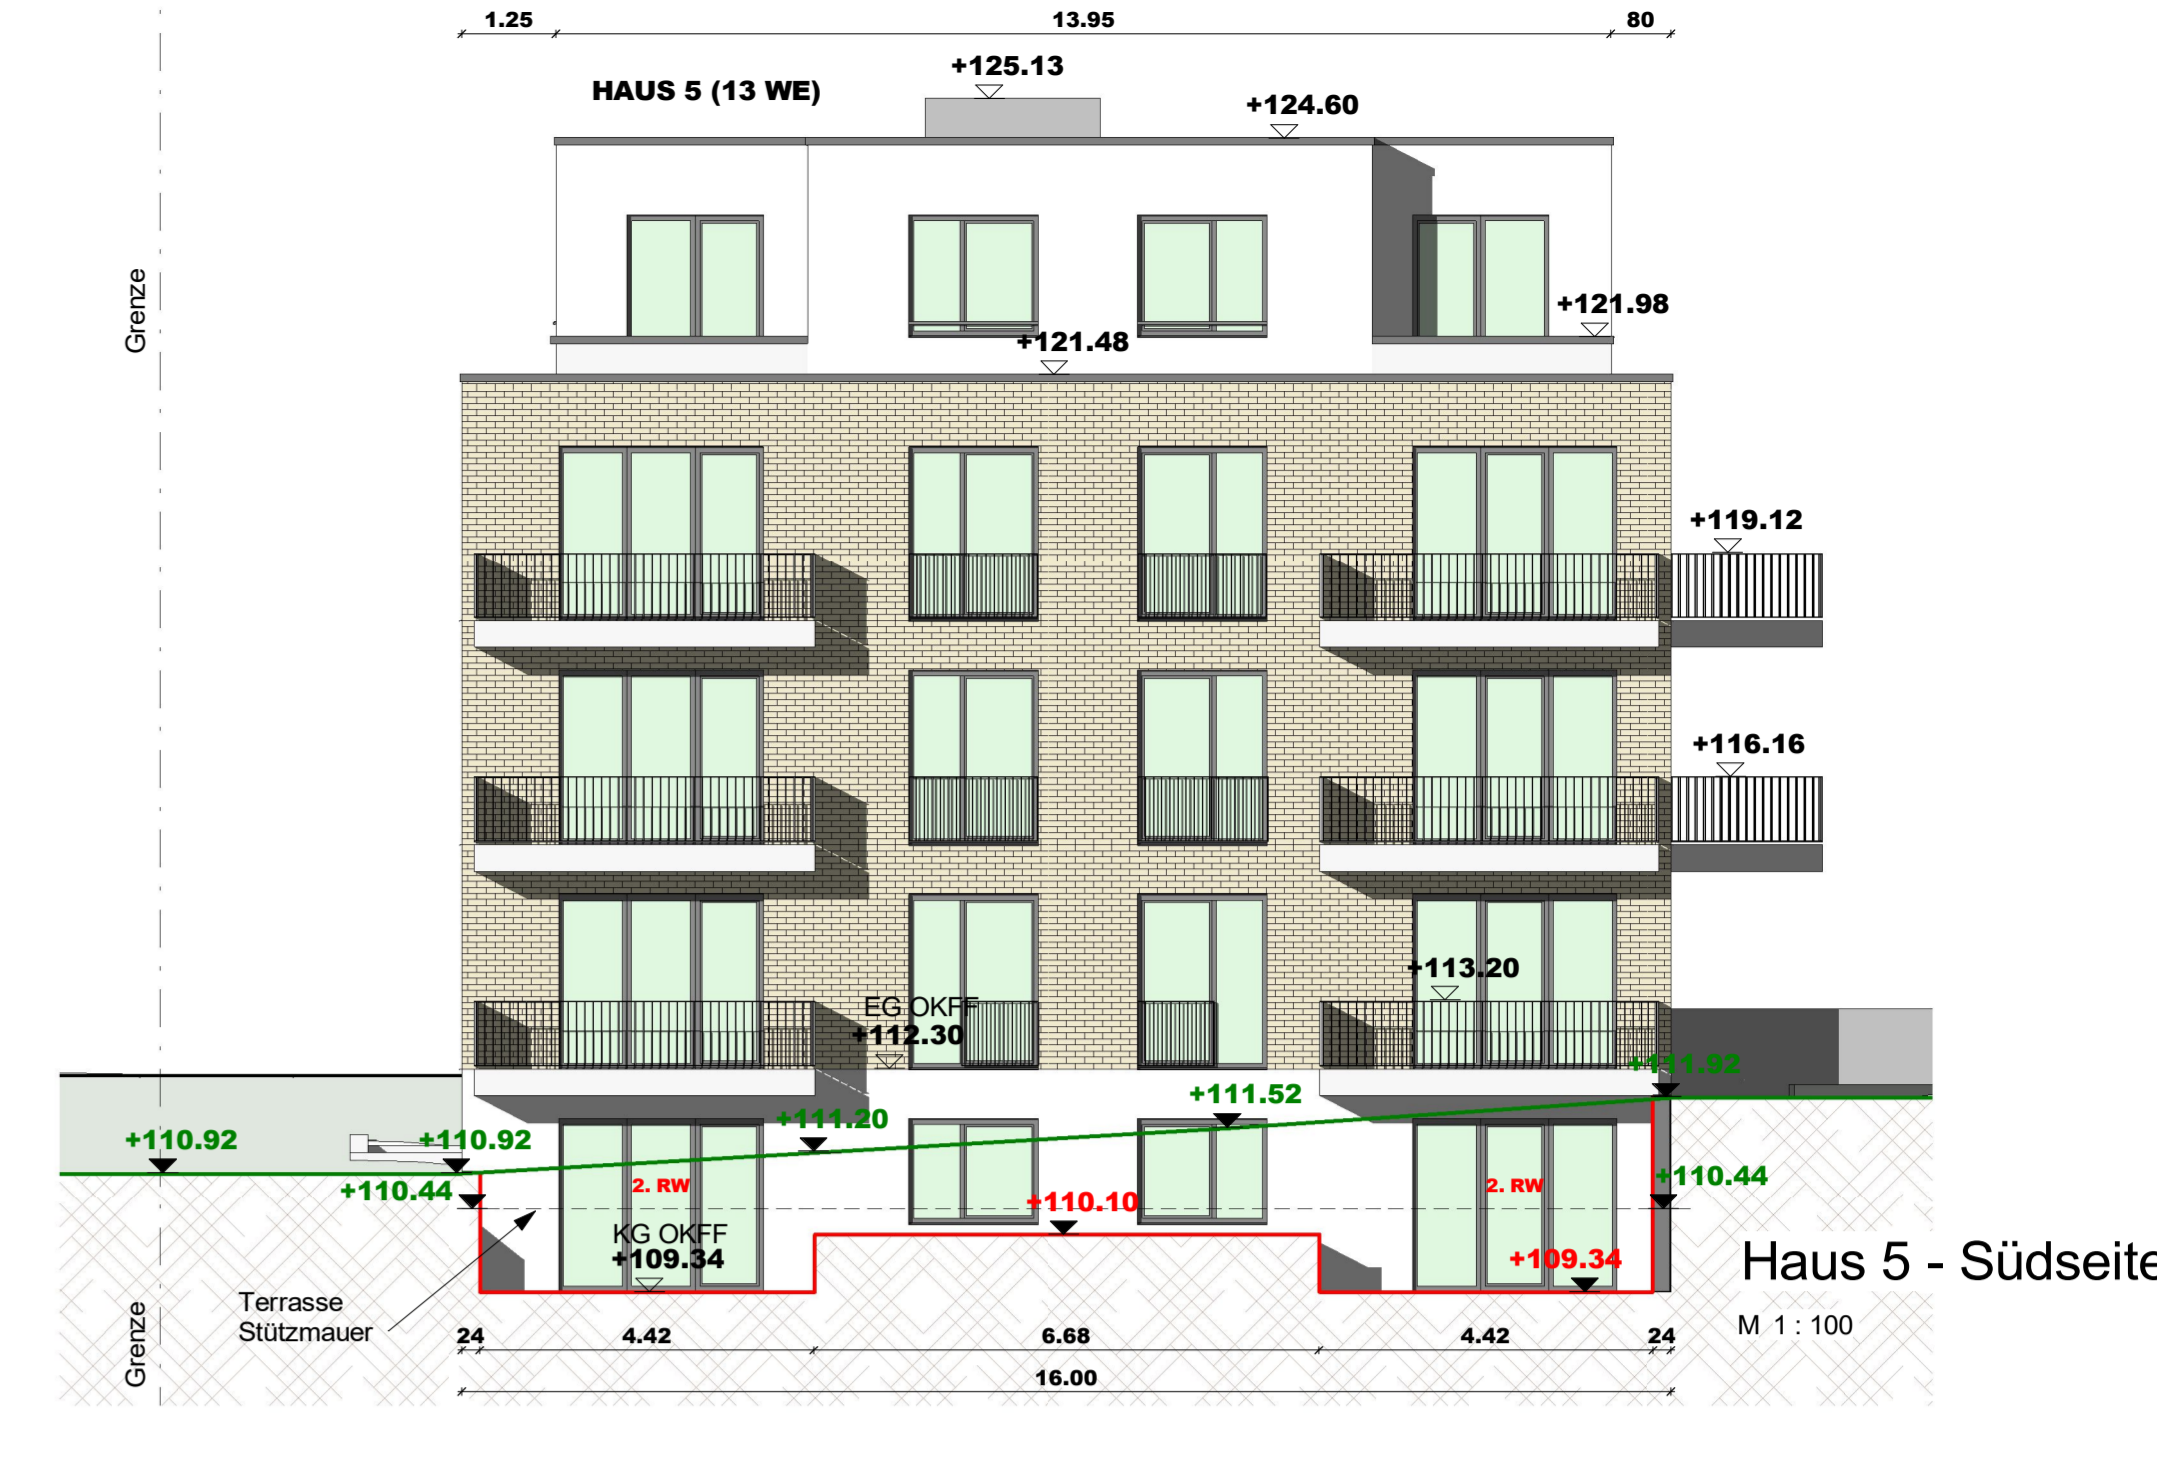 1.25
13.95
80
+125.13
HAUS 5 (13 WE)
+124.60
Grenze
+121.98
+121.48
+119.12
+116.16
+113.20
EG OKFF
+112.30
+111.92
+111.52
+111.20
+110.92
+110.92
+110.44
2. RW
2. RW
+110.44
+110.10
KG OKFF
+109.34
+109.34
Haus 5 - Südseite
Terrasse
Stützmauer
M 1 : 100
Grenze
24
4.42
6.68
4.42
24
16.00